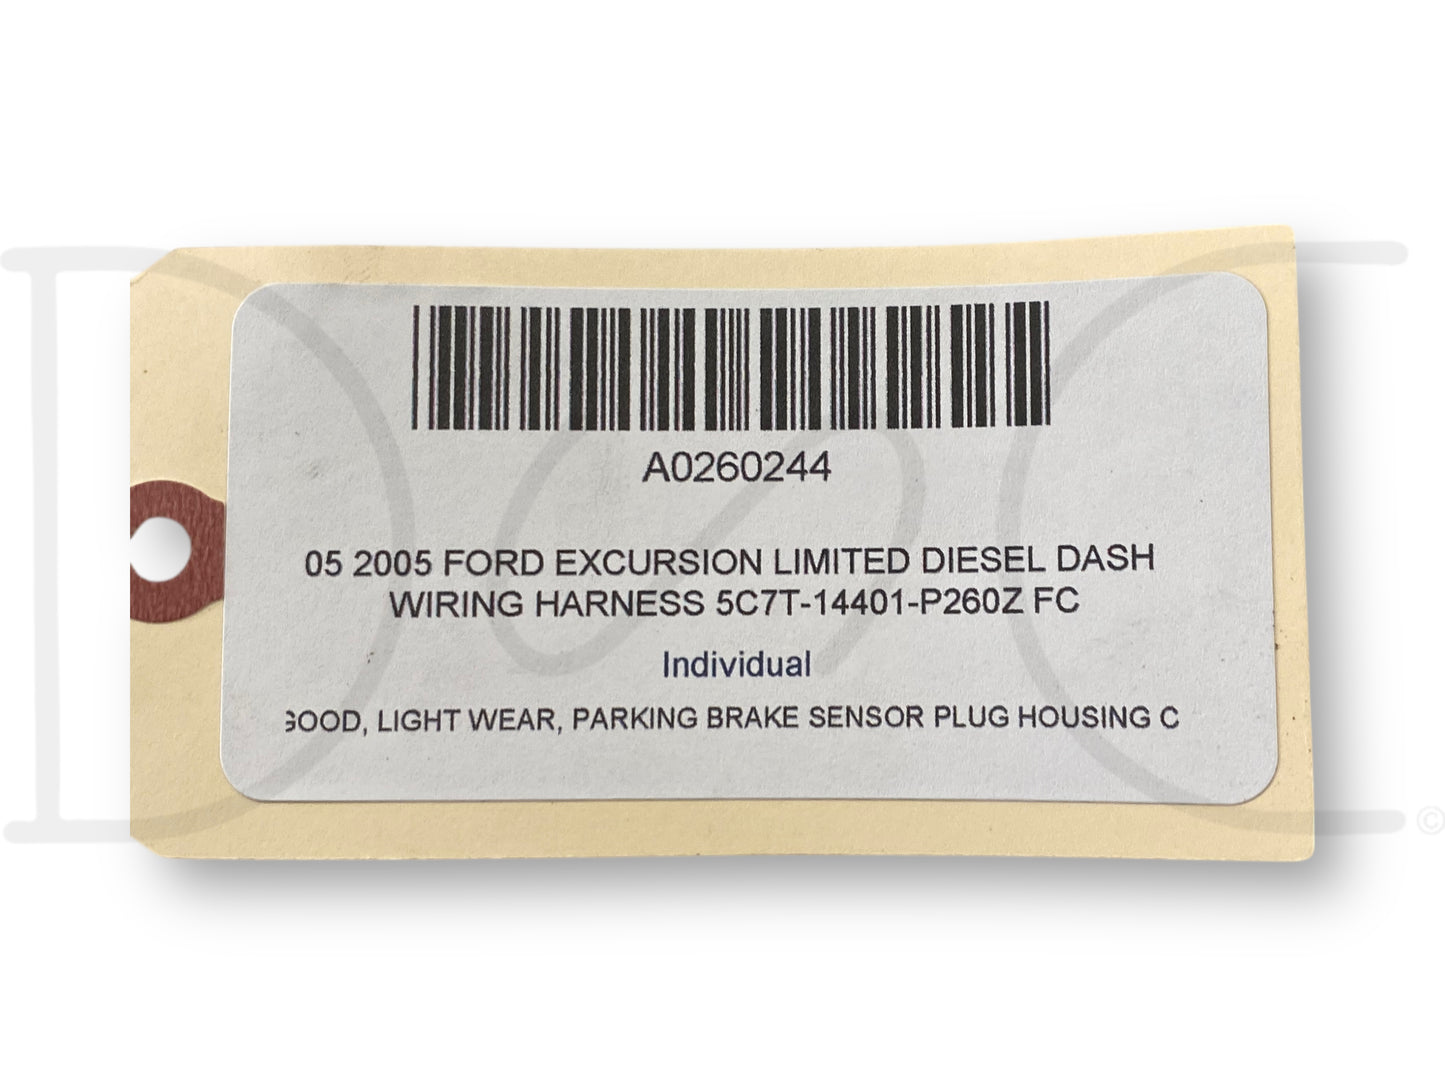 A0260244
05 2005 FORD EXCURSION LIMITED DIESEL DASH
WIRING HARNESS 5C7T-14401-P260Z FC
Individual
GOOD, LIGHT WEAR, PARKING BRAKE SENSOR PLUG HOUSING C
©